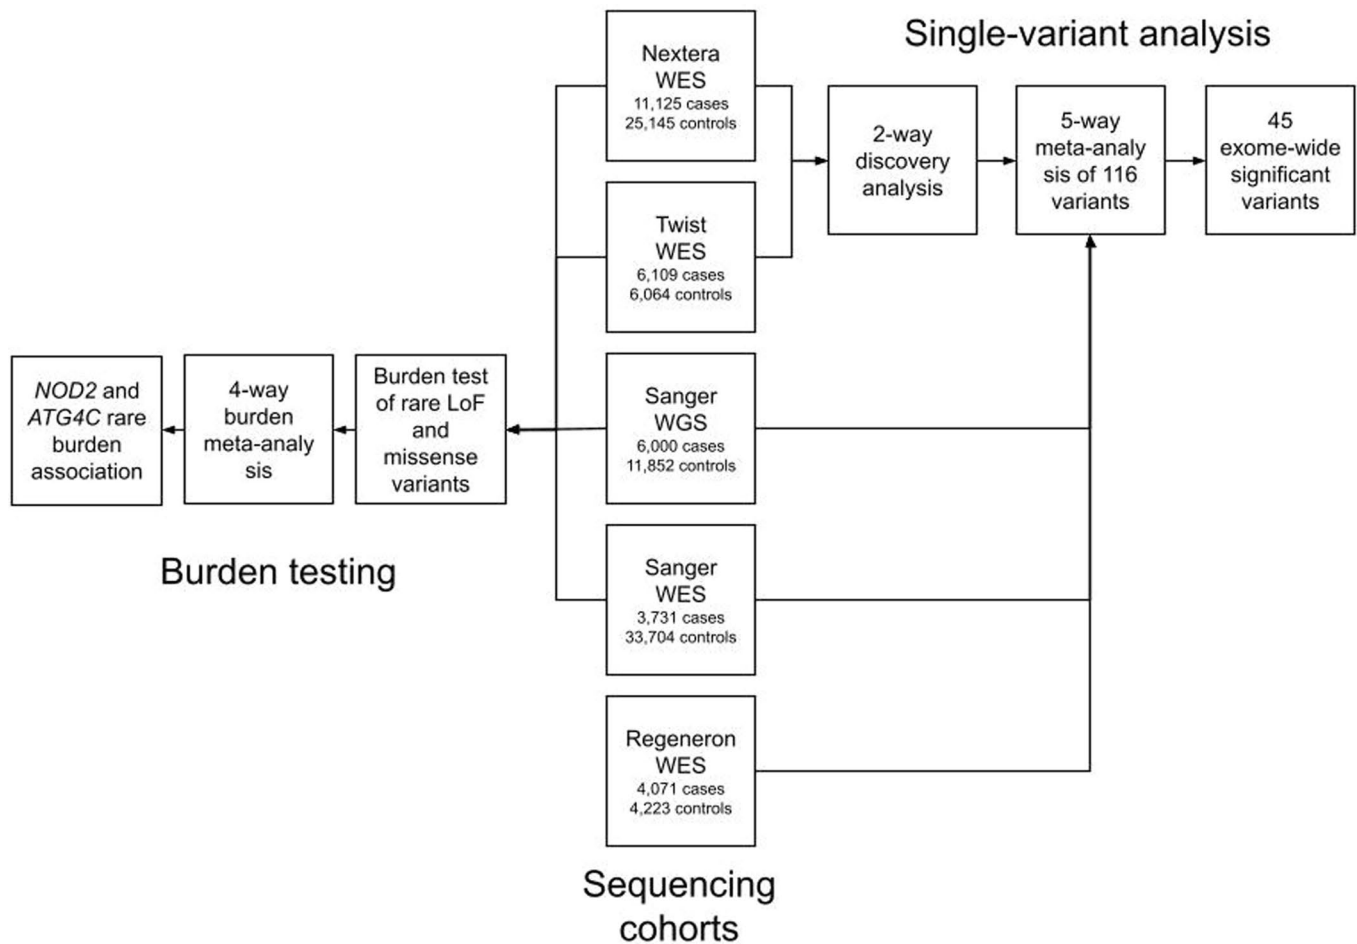 Single-variant analysis
Nextera
WES
11,125 cases
25,145 controls
2-way
discovery
analysis
5-way
meta-analy
sis of 116
variants
45
exome-wide
significant
variants
Twist
WES
6,109 cases
6,064 controls
NOD2 and
ATG4C rare
burden
association
4-way
burden
meta-analy
sis
Burden test
of rare LoF
and
missense
variants
Sanger
WGS
6,000 cases
11,852 controls
Burden testing
Sanger
WES
3,731 cases
33,704 controls
Regeneron
WES
4,071 cases
4,223 controls
Sequencing
cohorts